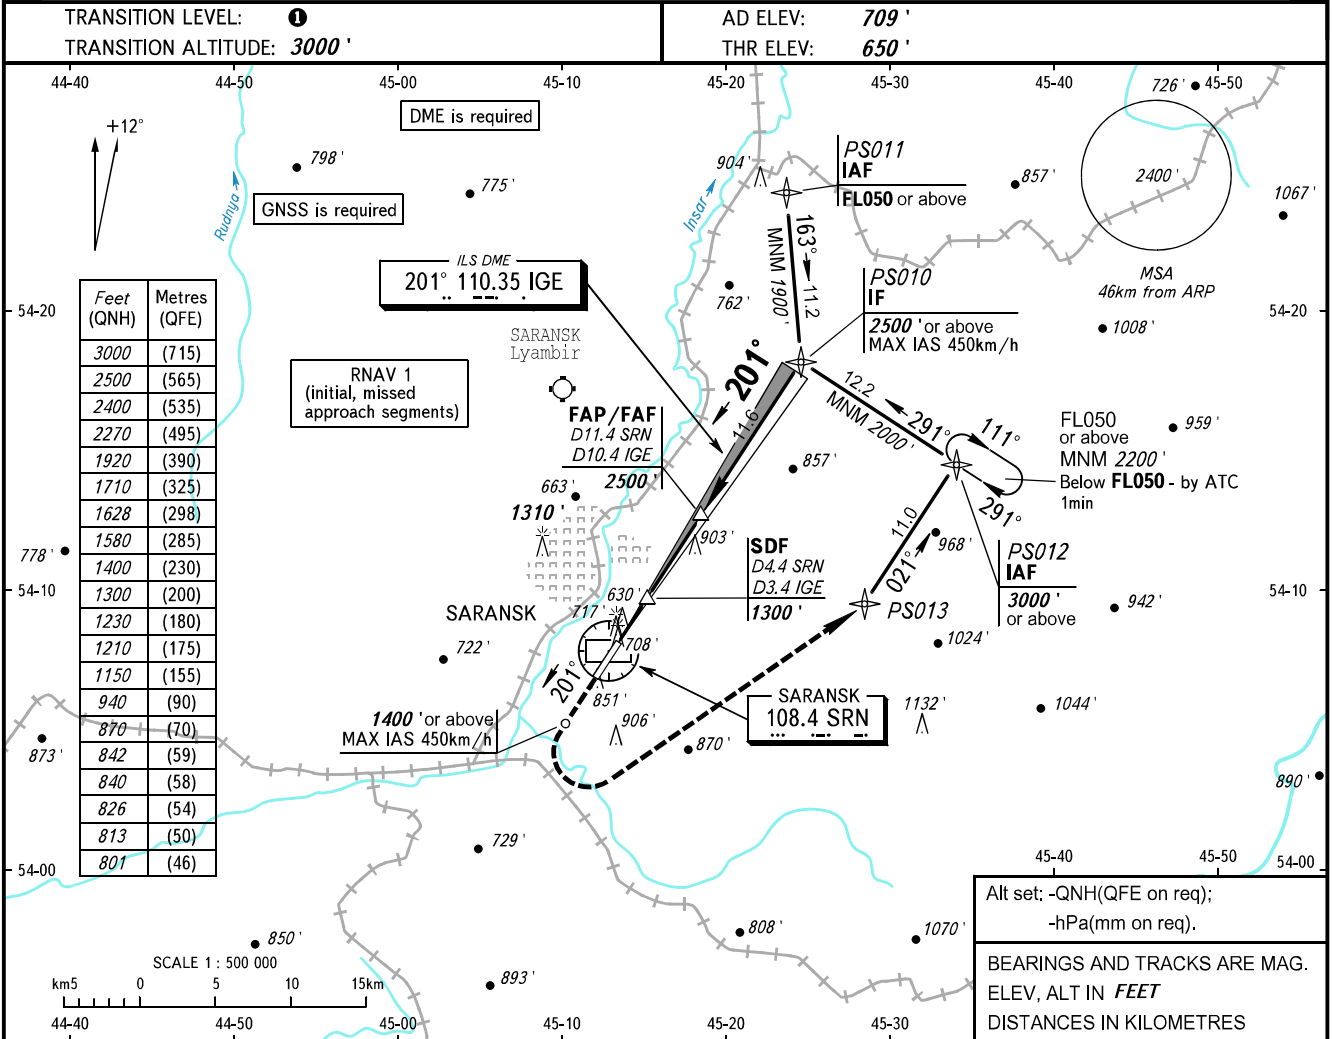 TRANSITION LEVEL: 1
TRANSITION ALTITUDE: 3000 '
AD ELEV: 709 '
THR ELEV: 650 '
44-40 44-50 45-00 45-10 45-20 45-30 45-40 45-50
726 '
DME is required
+12°
798 '
775 '
GNSS is required
Rudnya
Insar
904 '
PS011
IAF
FL050 or above
857 '
2400 '
1067 '
MSA
46km from ARP
163°
11.2
MNM 1900 '
ILS DME
201° 110.35 IGE
762 '
PS010
IF
2500 ' or above
MAX IAS 450km/h
54-20
54-20
1008 '
SARANSK
Lyambir
RNAV 1
(initial, missed
approach segments)
201°
11.6
12.2
291°
MNM 2000 '
111°
291°
FL050
or above
MNM 2200 '
Below FL050 - by ATC
1min
959 '
FAP/FAF
D11.4 SRN
D10.4 IGE
2500 '
857 '
663 '
1310 '
903 '
11.0
021°
968 '
PS012
IAF
3000 '
or above
SDF
D4.4 SRN
D3.4 IGE
1300 '
778 '
54-10
54-10
630 '
717 '
708 '
SARANSK
722 '
PS013
942 '
1024 '
201°
851 '
906 '
SARANSK
108.4 SRN
1132 '
1044 '
1400 ' or above
MAX IAS 450km/h
870 '
873 '
890 '
Feet (QNH) Metres (QFE)
3000 (715)
2500 (565)
2400 (535)
2270 (495)
1920 (390)
1710 (325)
1628 (298)
1580 (285)
1400 (230)
1300 (200)
1230 (180)
1210 (175)
1150 (155)
940 (90)
870 (70)
842 (59)
840 (58)
826 (54)
813 (50)
801 (46)
729 '
54-00
45-40 45-50 54-00
850 '
893 '
808 '
1070 '
SCALE 1 : 500 000
km5 0 5 10 15km
44-40 44-50 45-00 45-10 45-20 45-30
Alt set: -QNH(QFE on req);
-hPa(mm on req).
BEARINGS AND TRACKS ARE MAG.
ELEV, ALT IN FEET
DISTANCES IN KILOMETRES